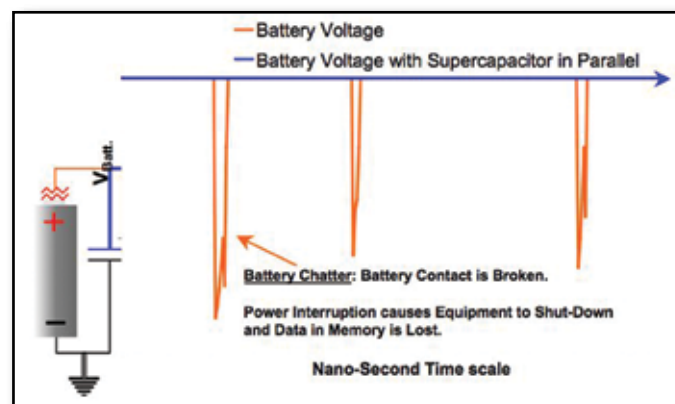 Battery Voltage
Battery Voltage with Supercapacitor in Parallel
VBatt.
+
Battery Chatter: Battery Contact is Broken.
Power Interruption causes Equipment to Shut-Down
and Data in Memory is Lost.
–
Nano-Second Time scale